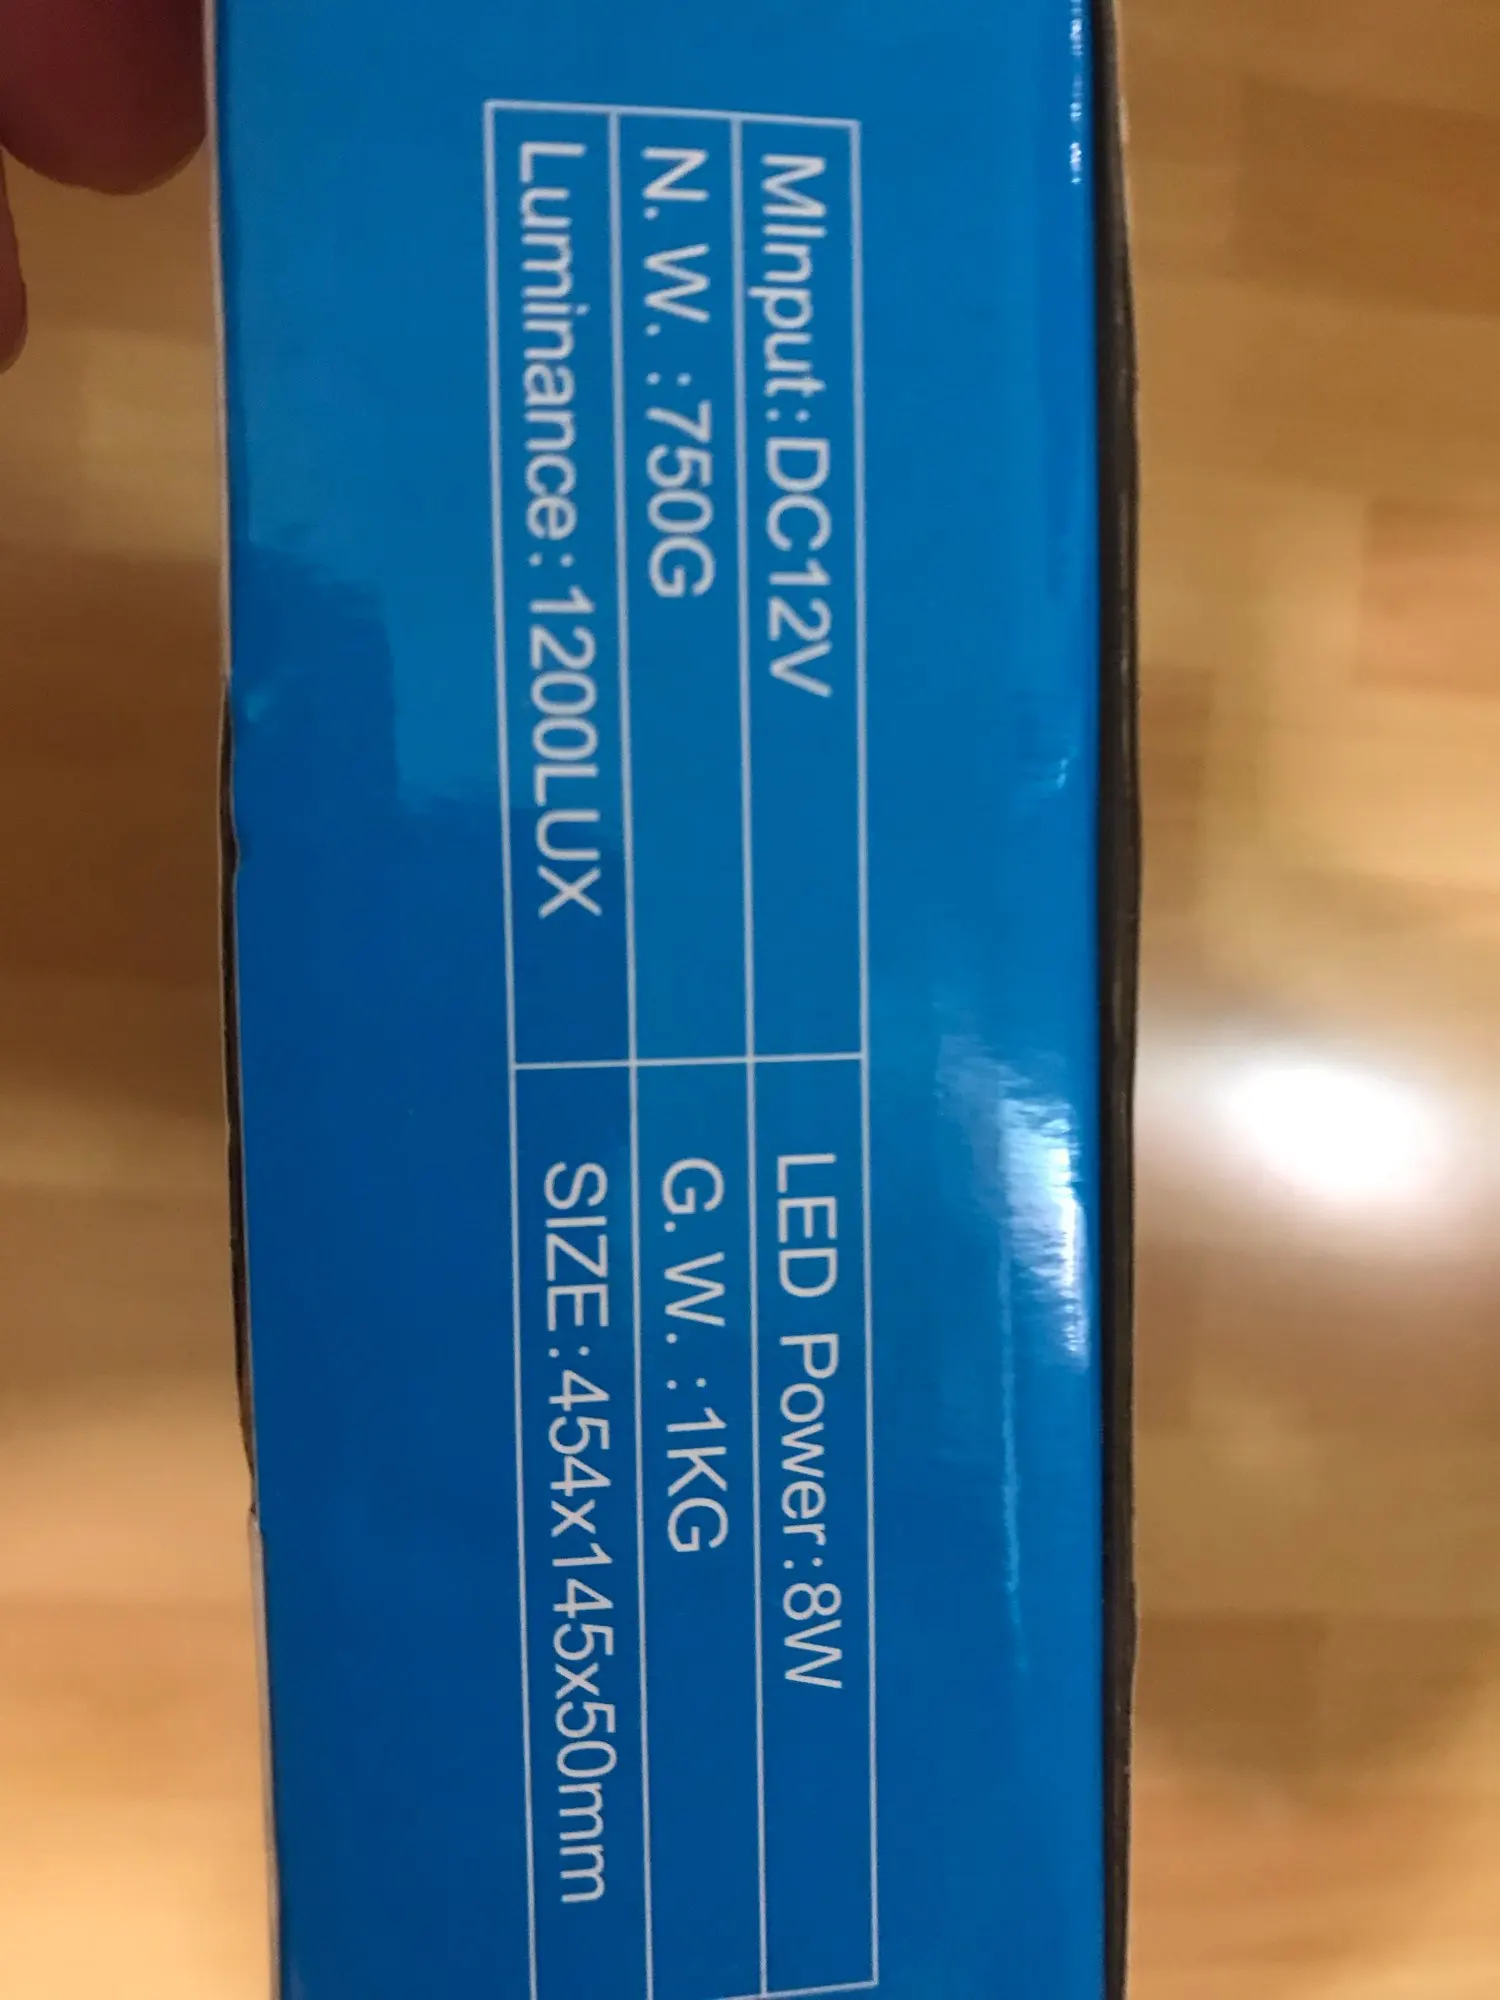 MInput:DC12V LED Power:8W
N. W. :750G G. W. :1KG
Luminance:1200LUX SIZE:454x145x50mm